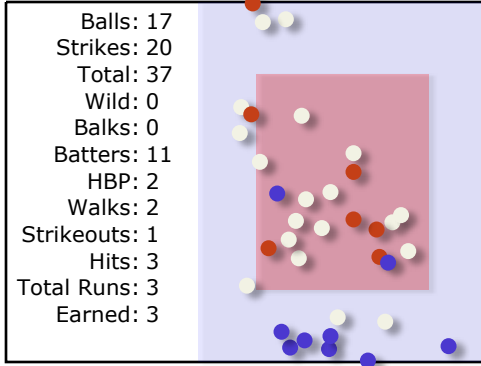 Balls: 17
Strikes: 20
Total: 37
Wild: 0
Balks: 0
Batters: 11
HBP: 2
Walks: 2
Strikeouts: 1
Hits: 3
Total Runs: 3
Earned: 3